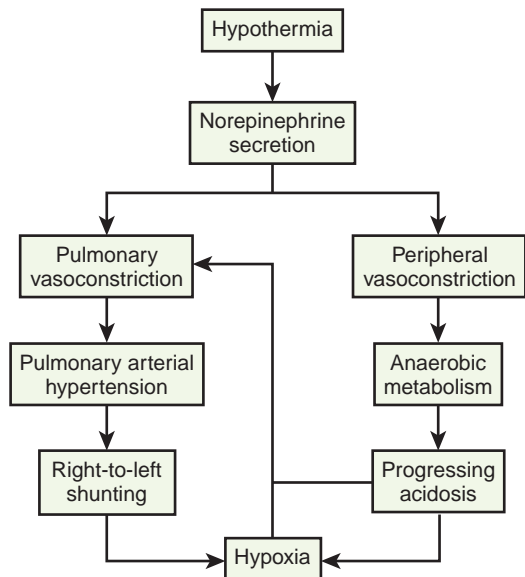 Hypothermia
Norepinephrine
secretion
Pulmonary
vasoconstriction
Peripheral
vasoconstriction
Pulmonary arterial
hypertension
Anaerobic
metabolism
Right-to-left
shunting
Progressing
acidosis
Hypoxia